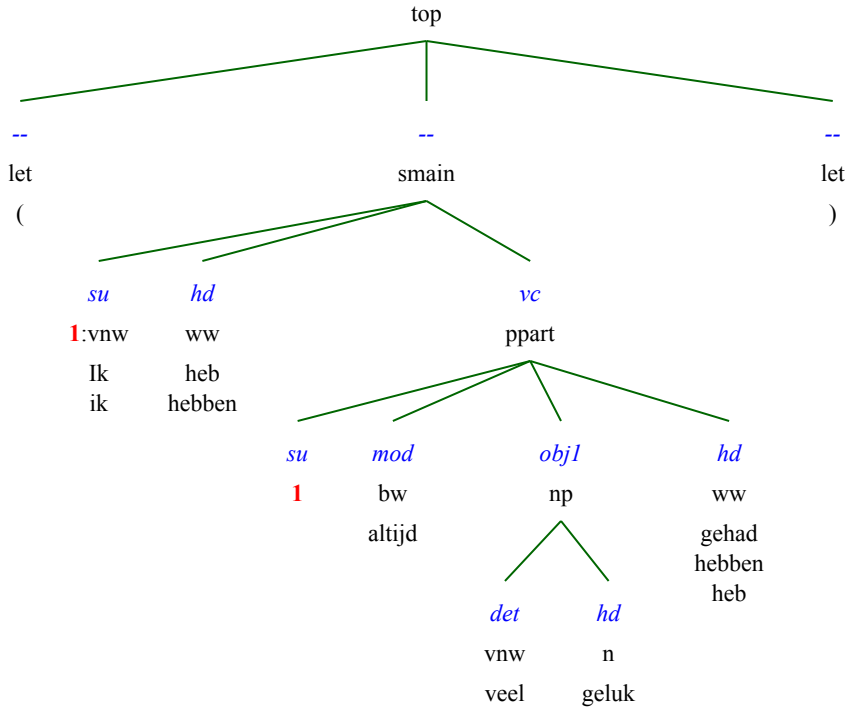 top
-- -- --
let smain let
( )
su hd vc
1:vnw ww ppart
Ik heb
ik hebben
su mod obj1 hd
1 bw np ww
altijd gehad
hebben
heb
det hd
vnw n
veel geluk